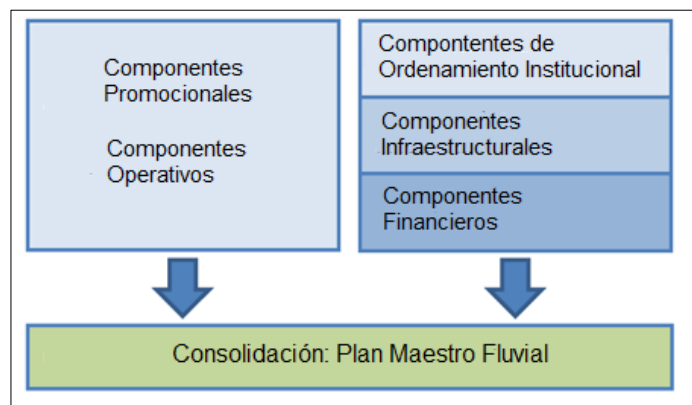 Componentes
Promocionales
Componentes
Operativos
Compontentes de
Ordenamiento Institucional
Componentes
Infraestructurales
Componentes
Financieros
Consolidación: Plan Maestro Fluvial